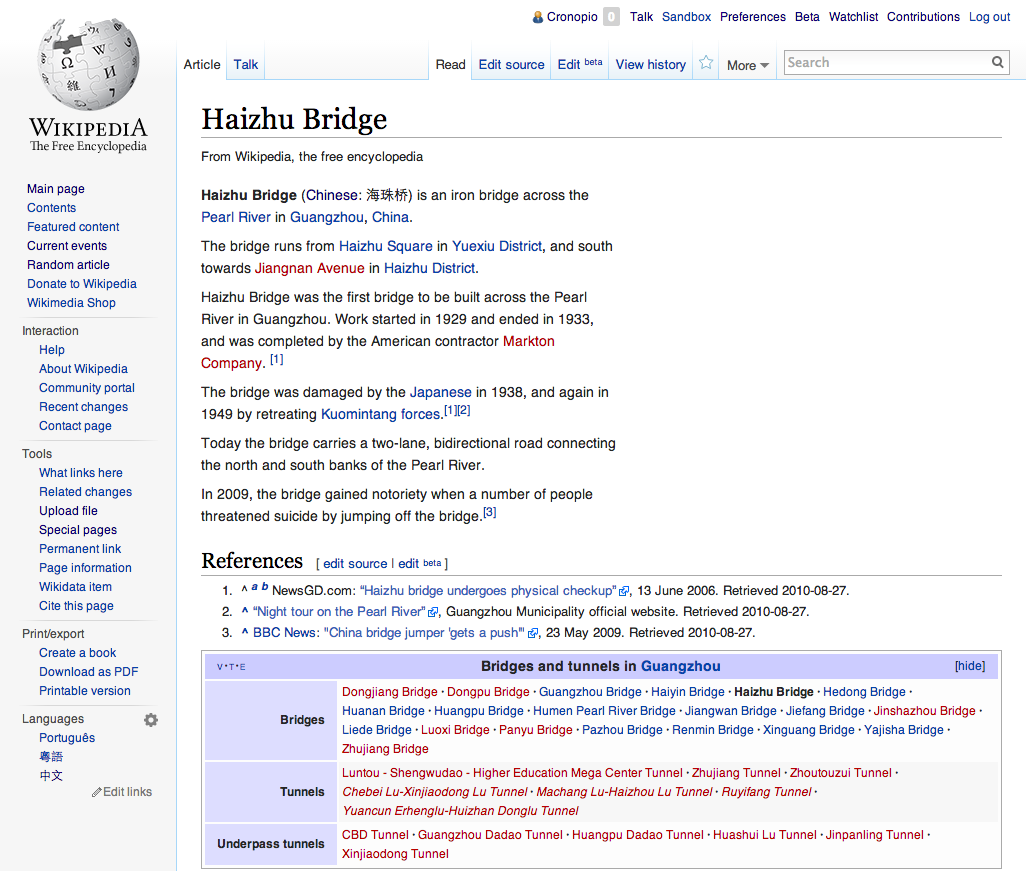 Cronopio 0 Talk Sandbox Preferences Beta Watchlist Contributions Log out
Article Talk Read Edit source Edit beta View history More Search
WIKIPEDIA
The Free Encyclopedia
Main page
Contents
Featured content
Current events
Random article
Donate to Wikipedia
Wikimedia Shop
Interaction
Help
About Wikipedia
Community portal
Recent changes
Contact page
Tools
What links here
Related changes
Upload file
Special pages
Permanent link
Page information
Wikidata item
Cite this page
Print/export
Create a book
Download as PDF
Printable version
Languages
Português
粵語
中文
Edit links
Haizhu Bridge
From Wikipedia, the free encyclopedia
Haizhu Bridge (Chinese: 海珠桥) is an iron bridge across the
Pearl River in Guangzhou, China.
The bridge runs from Haizhu Square in Yuexiu District, and south
towards Jiangnan Avenue in Haizhu District.
Haizhu Bridge was the first bridge to be built across the Pearl
River in Guangzhou. Work started in 1929 and ended in 1933,
and was completed by the American contractor Markton
Company. [1]
The bridge was damaged by the Japanese in 1938, and again in
1949 by retreating Kuomintang forces.[1][2]
Today the bridge carries a two-lane, bidirectional road connecting
the north and south banks of the Pearl River.
In 2009, the bridge gained notoriety when a number of people
threatened suicide by jumping off the bridge.[3]
References [ edit source | edit beta ]
1. ^ a b NewsGD.com: "Haizhu bridge undergoes physical checkup", 13 June 2006. Retrieved 2010-08-27.
2. ^ "Night tour on the Pearl River", Guangzhou Municipality official website. Retrieved 2010-08-27.
3. ^ BBC News: "China bridge jumper 'gets a push'", 23 May 2009. Retrieved 2010-08-27.
V · T · E Bridges and tunnels in Guangzhou [hide]
Bridges
Dongjiang Bridge · Dongpu Bridge · Guangzhou Bridge · Haiyin Bridge · Haizhu Bridge · Hedong Bridge ·
Huanan Bridge · Huangpu Bridge · Humen Pearl River Bridge · Jiangwan Bridge · Jiefang Bridge · Jinshazhou Bridge ·
Liede Bridge · Luoxi Bridge · Panyu Bridge · Pazhou Bridge · Renmin Bridge · Xinguang Bridge · Yajisha Bridge ·
Zhujiang Bridge
Tunnels
Luntou - Shengwudao - Higher Education Mega Center Tunnel · Zhujiang Tunnel · Zhoutouzui Tunnel ·
Chebei Lu-Xinjiaodong Lu Tunnel · Machang Lu-Haizhou Lu Tunnel · Ruyifang Tunnel ·
Yuancun Erhenglu-Huizhan Donglu Tunnel
Underpass tunnels
CBD Tunnel · Guangzhou Dadao Tunnel · Huangpu Dadao Tunnel · Huashui Lu Tunnel · Jinpanling Tunnel ·
Xinjiaodong Tunnel